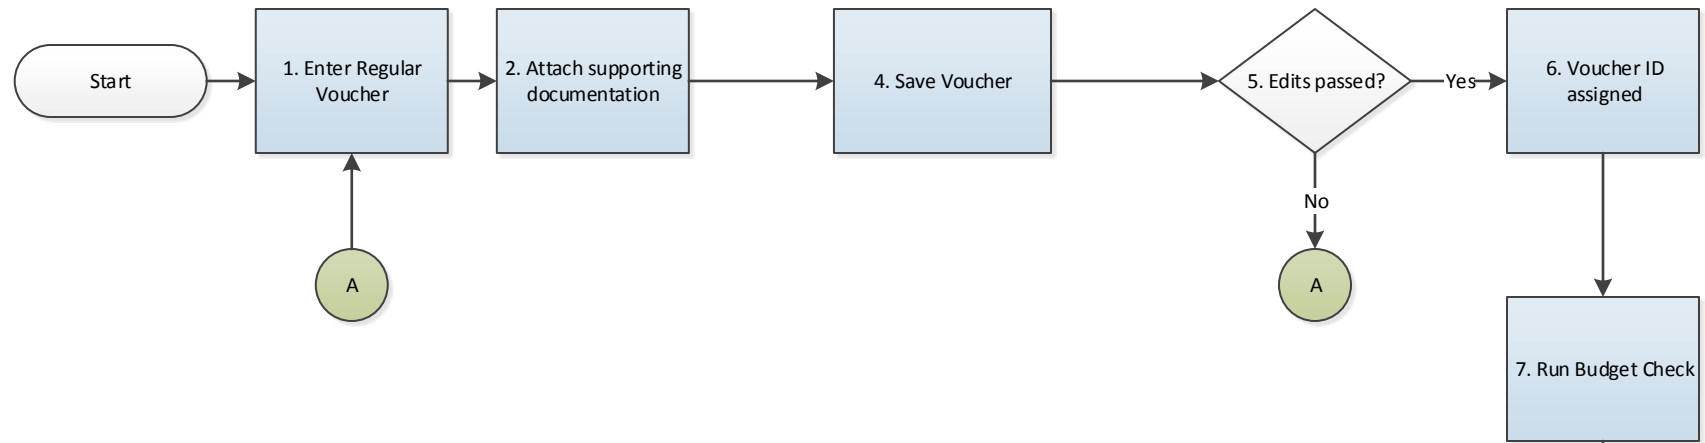 Start
1. Enter Regular
Voucher
2. Attach supporting
documentation
4. Save Voucher
5. Edits passed?
Yes
6. Voucher ID
assigned
No
A
A
7. Run Budget Check